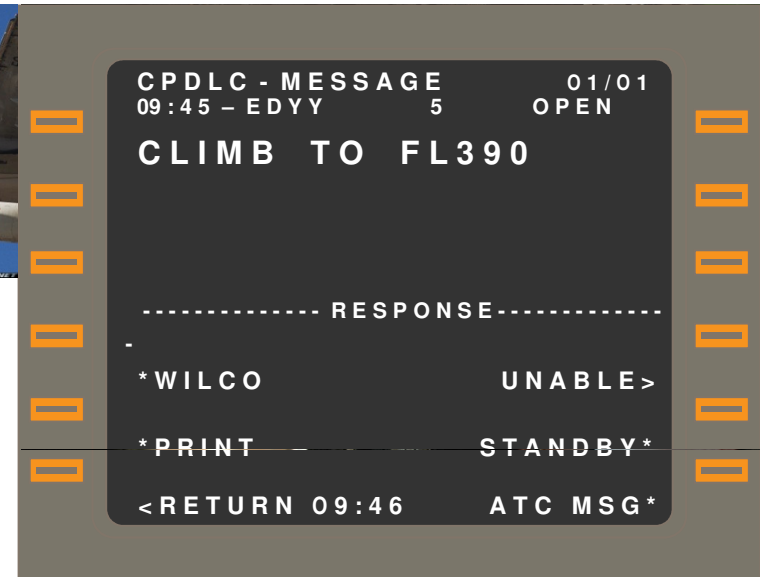 CPDLC - MESSAGE 01/01
09:45 – EDYY 5 OPEN
CLIMB TO FL390
-------------- RESPONSE-------------
-
*WILCO UNABLE>
*PRINT STANDBY*
<RETURN 09:46 ATC MSG*